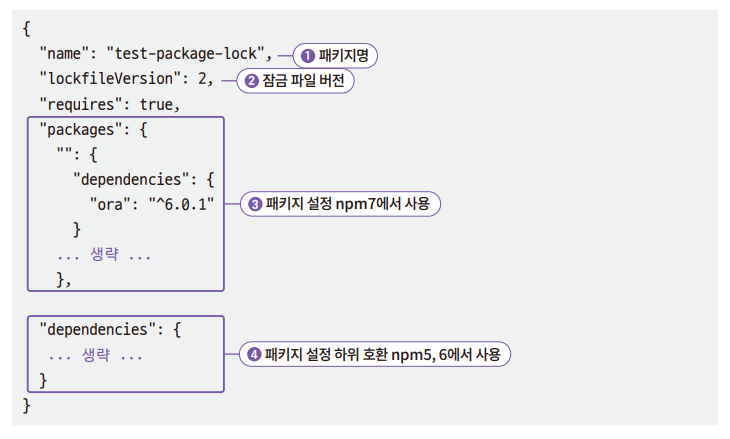 {
"name": "test-package-lock", ❶ 패키지명
"lockfileVersion": 2, ❷ 잠금 파일 버전
"requires": true,
"packages": {
"": {
"dependencies": {
"ora": "^6.0.1" ❸ 패키지 설정 npm7에서 사용
}
... 생략 ...
},
"dependencies": {
... 생략 ... ❹ 패키지 설정 하위 호환 npm5, 6에서 사용
}
}